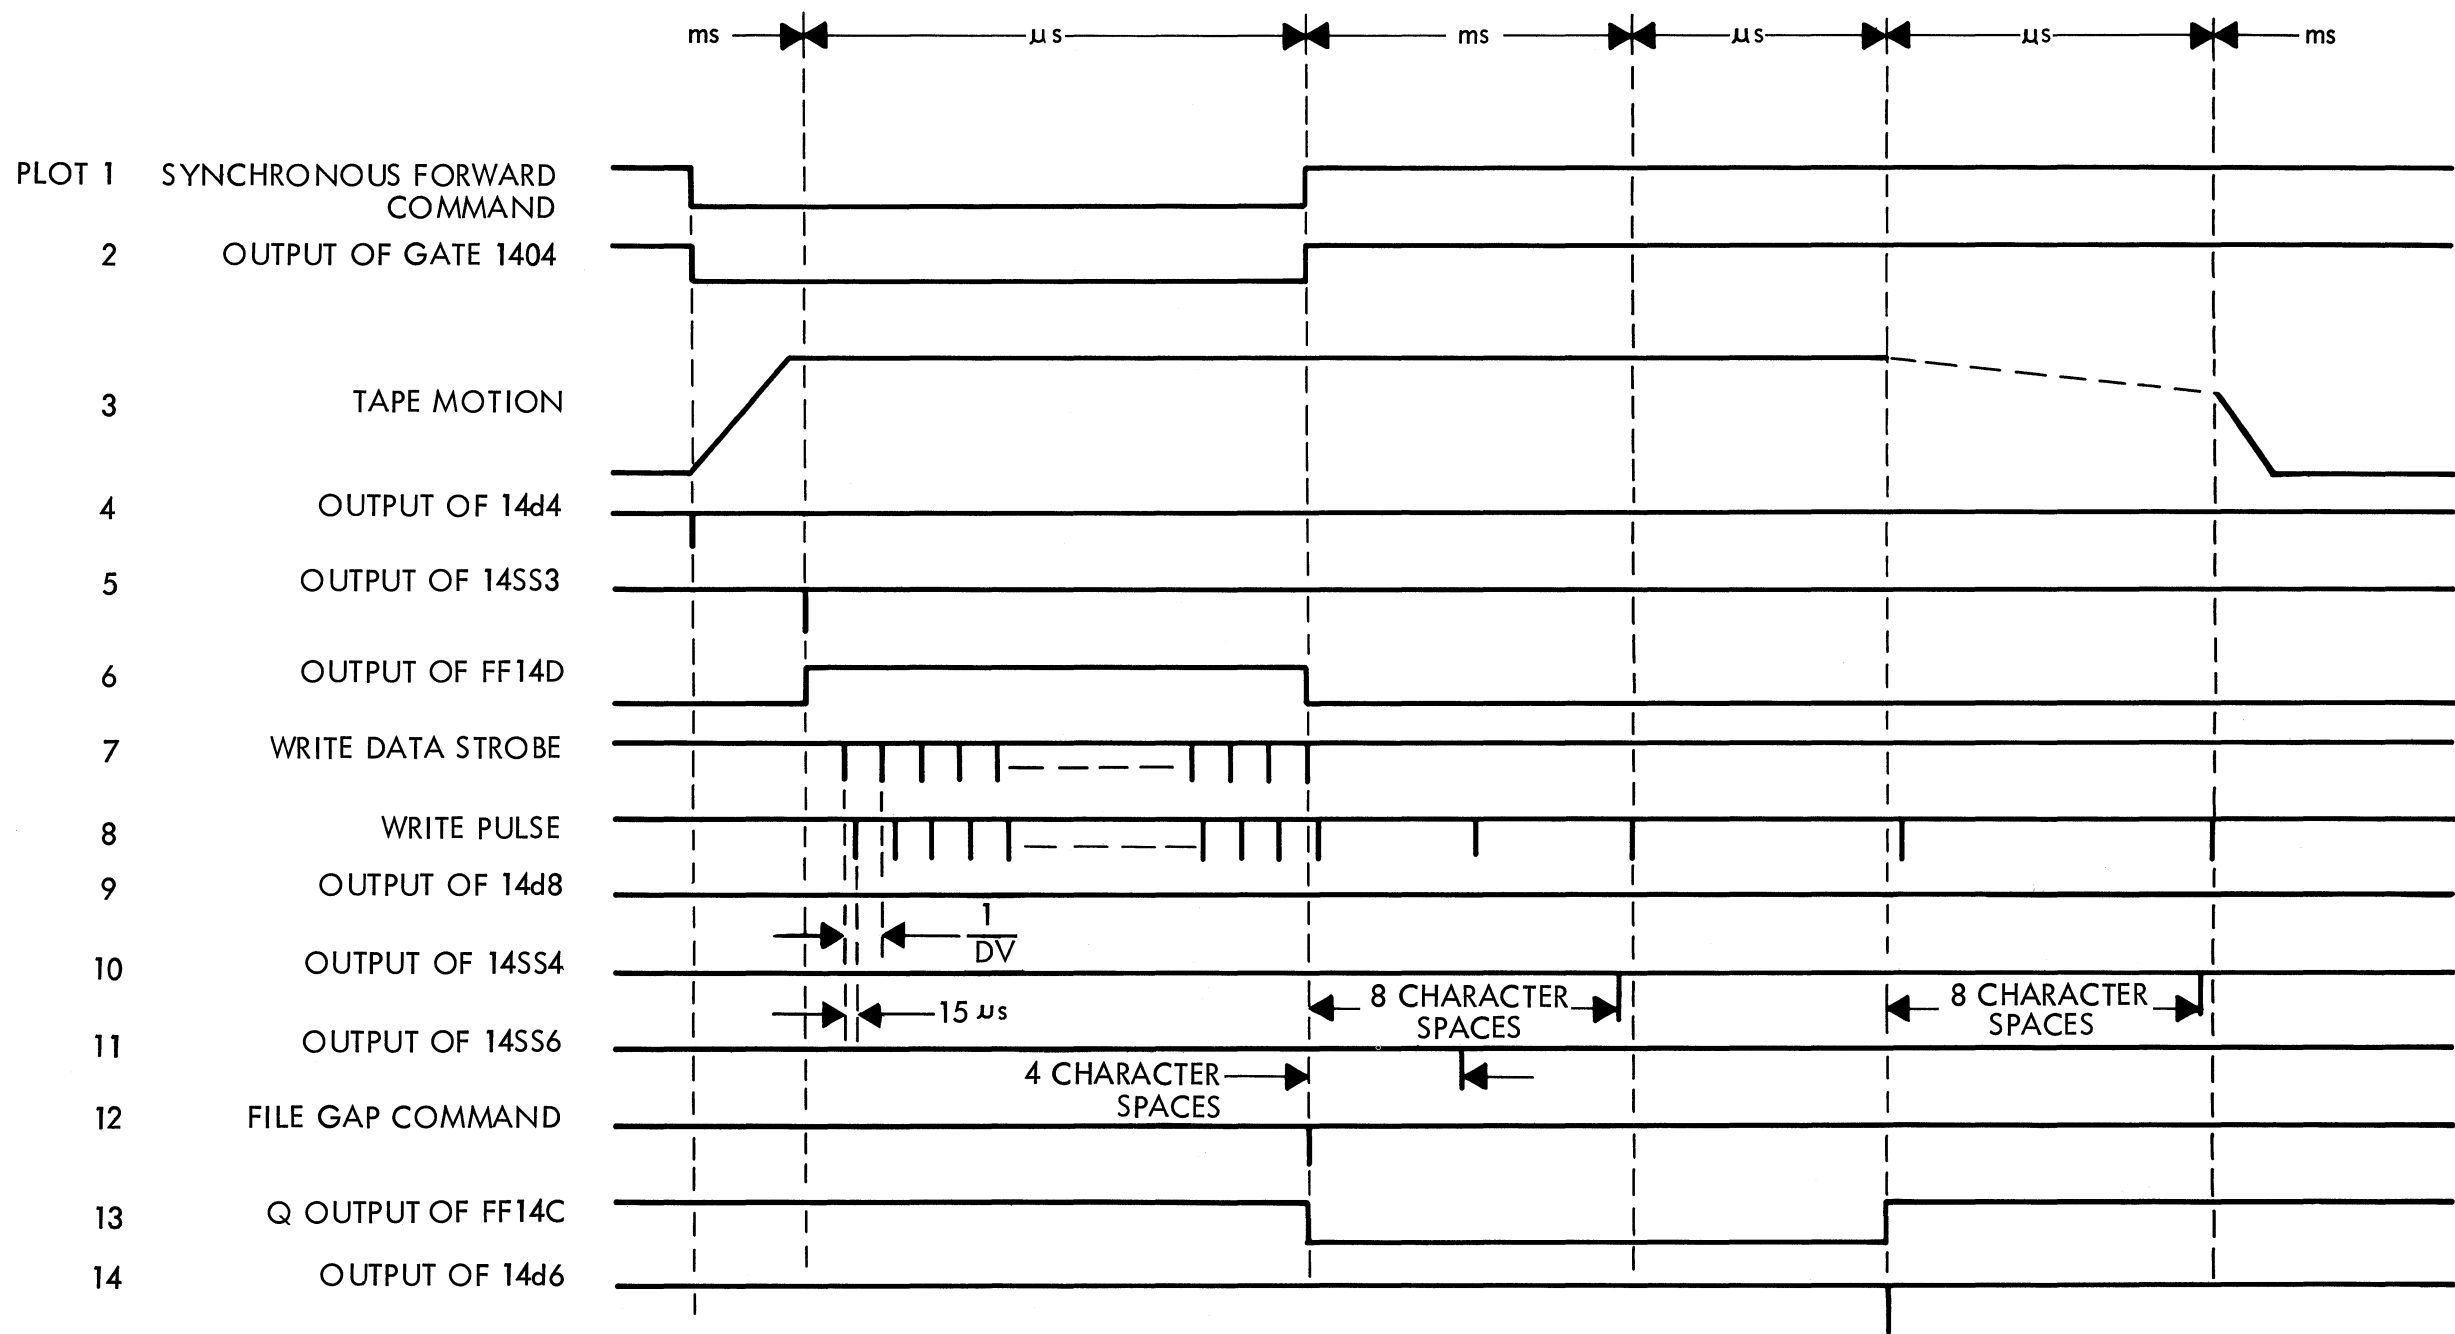 ms μs ms μs μs ms
PLOT 1 SYNCHRONOUS FORWARD
COMMAND
2 OUTPUT OF GATE 1404
3 TAPE MOTION
4 OUTPUT OF 14d4
5 OUTPUT OF 14SS3
6 OUTPUT OF FF14D
7 WRITE DATA STROBE
8 WRITE PULSE
9 OUTPUT OF 14d8
1
DV
10 OUTPUT OF 14SS4
8 CHARACTER
SPACES
8 CHARACTER
SPACES
15 μs
11 OUTPUT OF 14SS6
4 CHARACTER
SPACES
12 FILE GAP COMMAND
13 Q OUTPUT OF FF14C
14 OUTPUT OF 14d6